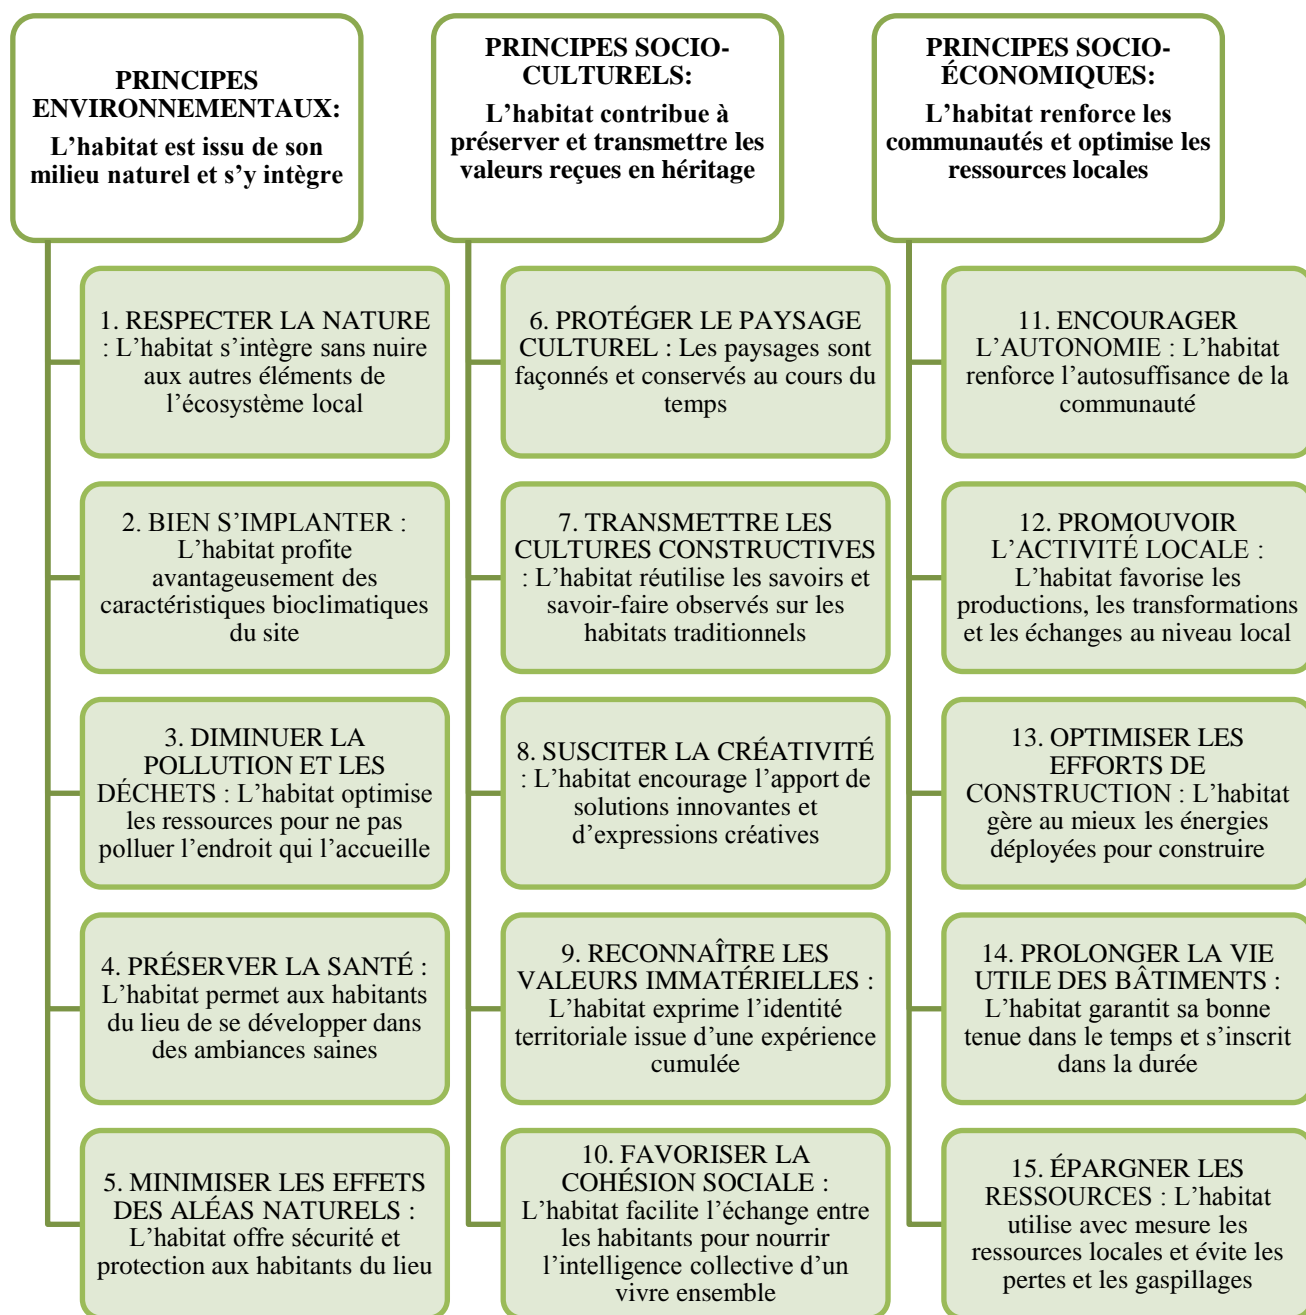 PRINCIPES
ENVIRONNEMENTAUX:
L’habitat est issu de son
milieu naturel et s’y intègre
1. RESPECTER LA NATURE
: L’habitat s’intègre sans nuire
aux autres éléments de
l’écosystème local
2. BIEN S’IMPLANTER :
L’habitat profite
avantageusement des
caractéristiques bioclimatiques
du site
3. DIMINUER LA
POLLUTION ET LES
DÉCHETS : L’habitat optimise
les ressources pour ne pas
polluer l’endroit qui l’accueille
4. PRÉSERVER LA SANTÉ :
L’habitat permet aux habitants
du lieu de se développer dans
des ambiances saines
5. MINIMISER LES EFFETS
DES ALÉAS NATURELS :
L’habitat offre sécurité et
protection aux habitants du lieu
PRINCIPES SOCIO-
CULTURELS:
L’habitat contribue à
préserver et transmettre les
valeurs reçues en héritage
6. PROTÉGER LE PAYSAGE
CULTUREL : Les paysages sont
façonnés et conservés au cours du
temps
7. TRANSMETTRE LES
CULTURES CONSTRUCTIVES
: L’habitat réutilise les savoirs et
savoir-faire observés sur les
habitats traditionnels
8. SUSCITER LA CRÉATIVITÉ
: L’habitat encourage l’apport de
solutions innovantes et
d’expressions créatives
9. RECONNAÎTRE LES
VALEURS IMMATÉRIELLES :
L’habitat exprime l’identité
territoriale issue d’une expérience
cumulée
10. FAVORISER LA
COHÉSION SOCIALE :
L’habitat facilite l’échange entre
les habitants pour nourrir
l’intelligence collective d’un
vivre ensemble
PRINCIPES SOCIO-
ÉCONOMIQUES:
L’habitat renforce les
communautés et optimise les
ressources locales
11. ENCOURAGER
L’AUTONOMIE : L’habitat
renforce l’autosuffisance de la
communauté
12. PROMOUVOIR
L’ACTIVITÉ LOCALE :
L’habitat favorise les
productions, les transformations
et les échanges au niveau local
13. OPTIMISER LES
EFFORTS DE
CONSTRUCTION : L’habitat
gère au mieux les énergies
déployées pour construire
14. PROLONGER LA VIE
UTILE DES BÂTIMENTS :
L’habitat garantit sa bonne
tenue dans le temps et s’inscrit
dans la durée
15. ÉPARGNER LES
RESSOURCES : L’habitat
utilise avec mesure les
ressources locales et évite les
pertes et les gaspillages